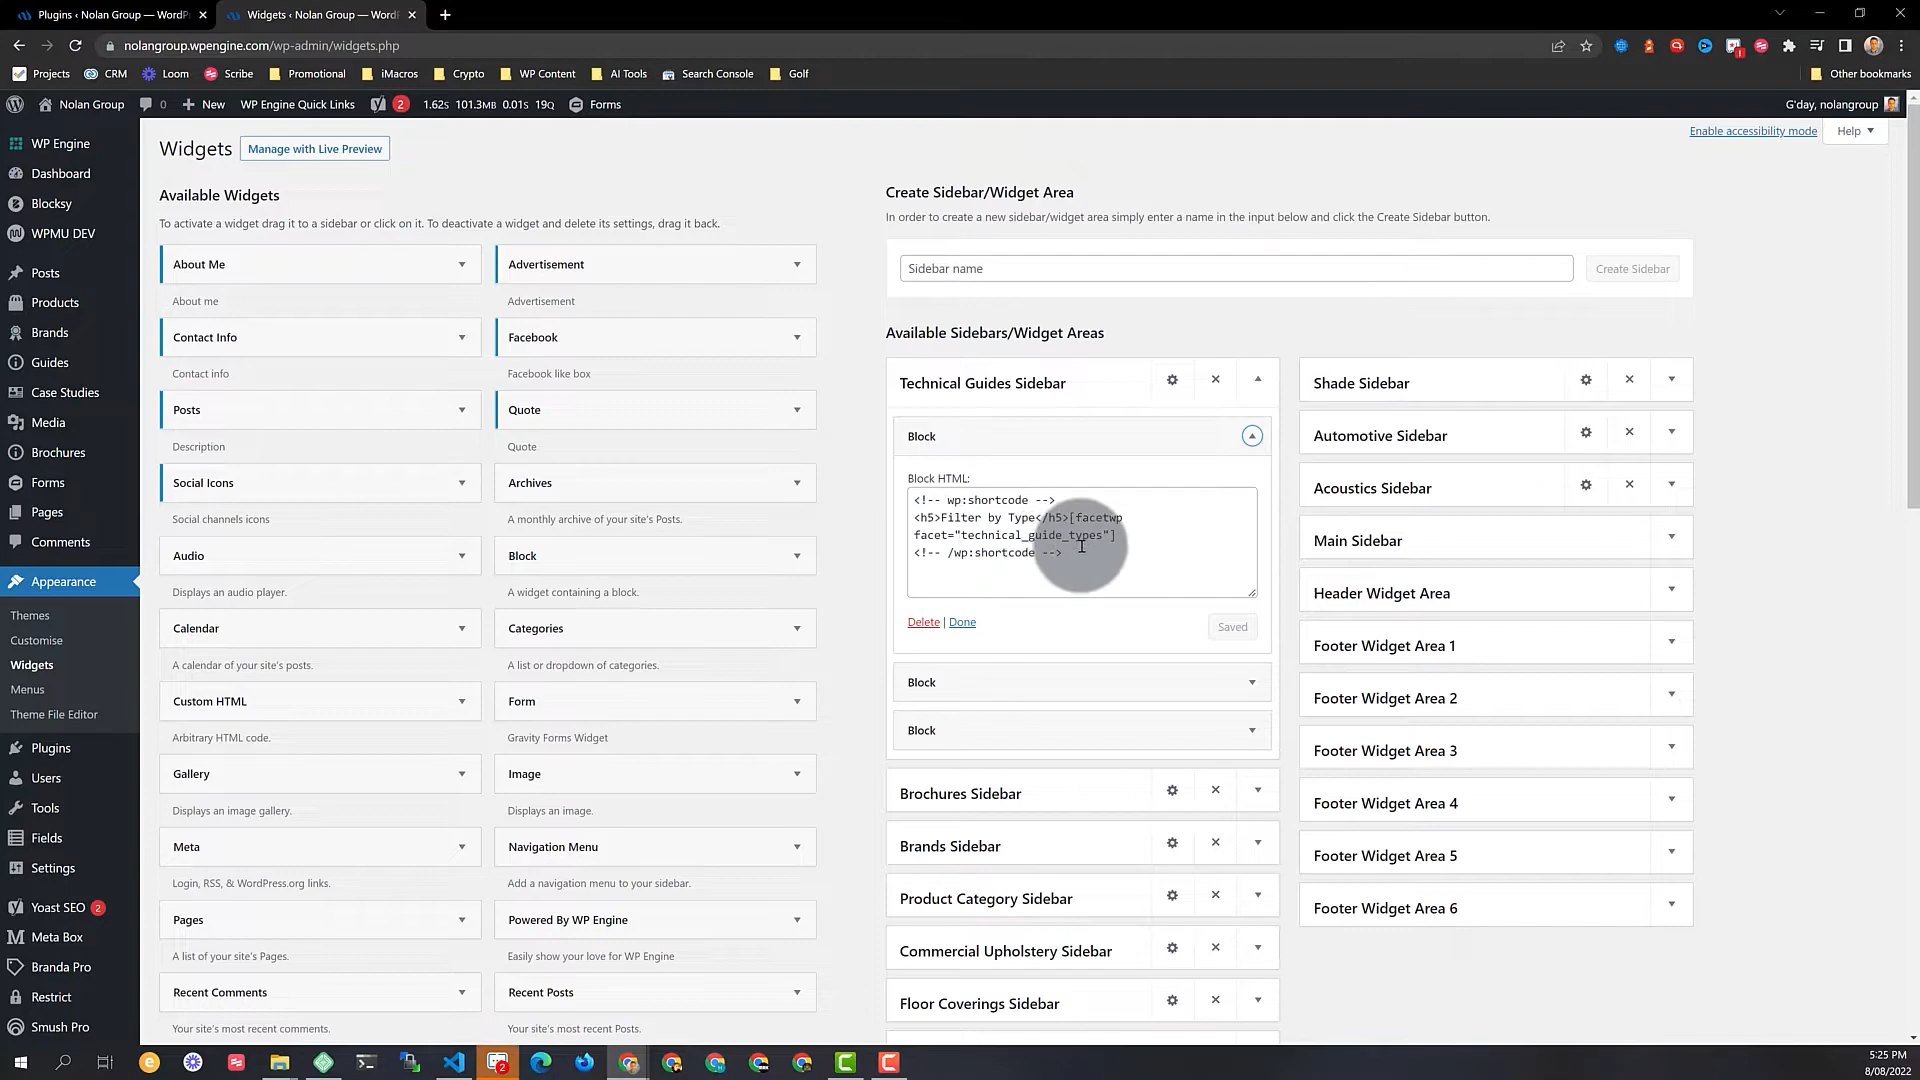 Plugins ‹ Nolan Group — WordPr
Widgets ‹ Nolan Group — WordP
nolangroup.wpengine.com/wp-admin/widgets.php
Projects
CRM
Loom
Scribe
Promotional
iMacros
Crypto
WP Content
AI Tools
Search Console
Golf
Other bookmarks
Nolan Group
0
New
WP Engine Quick Links
2
1.62s 101.3MB 0.01s 19Q
Forms
G'day, nolangroup
WP Engine
Dashboard
Blocksy
WPMU DEV
Posts
Products
Brands
Guides
Case Studies
Media
Brochures
Forms
Pages
Comments
Appearance
Themes
Customise
Widgets
Menus
Theme File Editor
Plugins
Users
Tools
Fields
Settings
Yoast SEO 2
Meta Box
Branda Pro
Restrict
Smush Pro
Enable accessibility mode
Help
Widgets
Manage with Live Preview
Available Widgets
To activate a widget drag it to a sidebar or click on it. To deactivate a widget and delete its settings, drag it back.
About Me
Advertisement
About me
Advertisement
Contact Info
Facebook
Contact info
Facebook like box
Posts
Quote
Description
Quote
Social Icons
Archives
Social channels icons
A monthly archive of your site's Posts.
Audio
Block
Displays an audio player.
A widget containing a block.
Calendar
Categories
A calendar of your site's posts.
A list or dropdown of categories.
Custom HTML
Form
Arbitrary HTML code.
Gravity Forms Widget
Gallery
Image
Displays an image gallery.
Displays an image.
Meta
Navigation Menu
Login, RSS, & WordPress.org links.
Add a navigation menu to your sidebar.
Pages
Powered By WP Engine
A list of your site's Pages.
Easily show your love for WP Engine
Recent Comments
Recent Posts
Your site's most recent comments.
Your site's most recent Posts.
Create Sidebar/Widget Area
In order to create a new sidebar/widget area simply enter a name in the input below and click the Create Sidebar button.
Sidebar name
Create Sidebar
Available Sidebars/Widget Areas
Technical Guides Sidebar
Block
Block HTML:
<!-- wp:shortcode -->
<h5>Filter by Type</h5>[facetwp
facet="technical_guide_types"]
<!-- /wp:shortcode -->
Delete | Done
Saved
Block
Block
Brochures Sidebar
Brands Sidebar
Product Category Sidebar
Commercial Upholstery Sidebar
Floor Coverings Sidebar
Shade Sidebar
Automotive Sidebar
Acoustics Sidebar
Main Sidebar
Header Widget Area
Footer Widget Area 1
Footer Widget Area 2
Footer Widget Area 3
Footer Widget Area 4
Footer Widget Area 5
Footer Widget Area 6
2
5:25 PM
8/08/2022